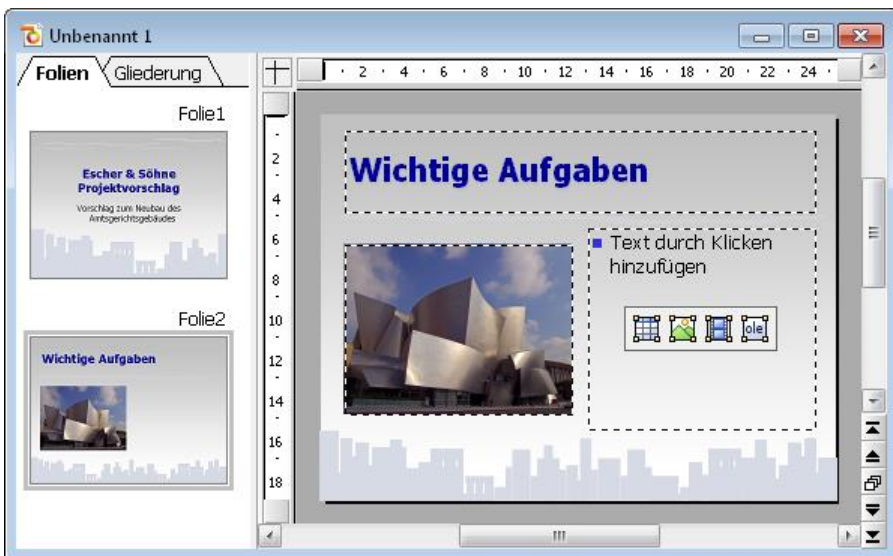 Unbenannt 1
Folien Gliederung
Folie1
Escher & Söhne
Projektvorschlag
Vorschlag zum Neubau des
Amtsgerichtsgebäudes
Folie2
Wichtige Aufgaben
2 4 6 8 10 12 14 16 18 20 22 24
2
4
6
8
10
12
14
16
18
Wichtige Aufgaben
Text durch Klicken
hinzufügen
ole